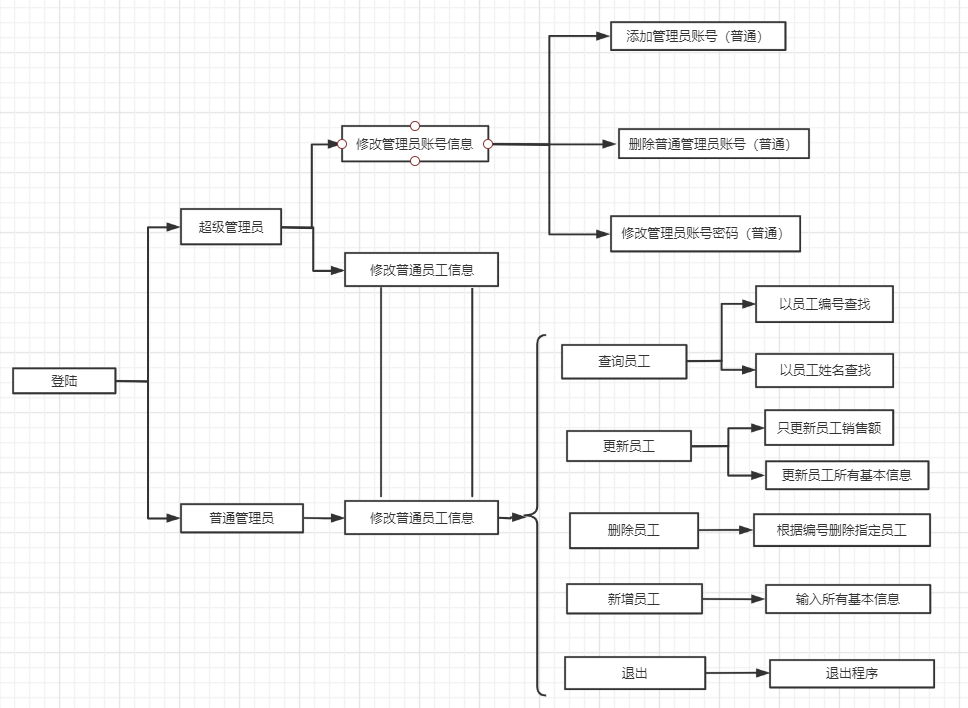 添加管理员账号（普通）
修改管理员账号信息
删除普通管理员账号（普通）
超级管理员
修改管理员账号密码（普通）
修改普通员工信息
以员工编号查找
查询员工
以员工姓名查找
登陆
只更新员工销售额
更新员工
更新员工所有基本信息
普通管理员
修改普通员工信息
删除员工
根据编号删除指定员工
新增员工
输入所有基本信息
退出
退出程序